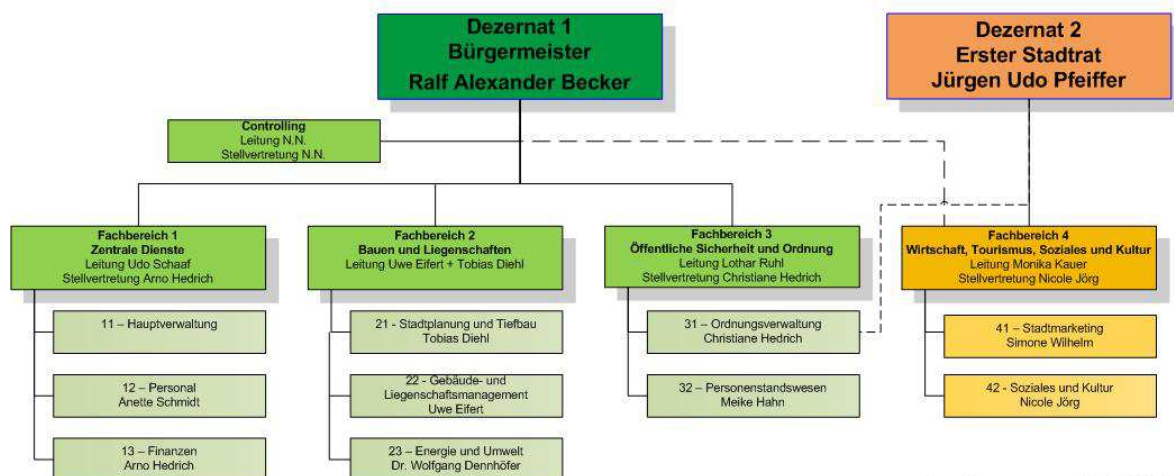 Dezernat 1
Bürgermeister
Ralf Alexander Becker
Dezernat 2
Erster Stadtrat
Jürgen Udo Pfeiffer
Controlling
Leitung N.N.
Stellvertretung N.N.
Fachbereich 1
Zentrale Dienste
Leitung Udo Schaaf
Stellvertretung Arno Hedrich
Fachbereich 2
Bauen und Liegenschaften
Leitung Uwe Eifert + Tobias Diehl
Fachbereich 3
Öffentliche Sicherheit und Ordnung
Leitung Lothar Ruhl
Stellvertretung Christiane Hedrich
Fachbereich 4
Wirtschaft, Tourismus, Soziales und Kultur
Leitung Monika Kauer
Stellvertretung Nicole Jörg
11 – Hauptverwaltung
12 – Personal
Anette Schmidt
13 – Finanzen
Arno Hedrich
21 - Stadtplanung und Tiefbau
Tobias Diehl
22 - Gebäude- und
Liegenschaftsmanagement
Uwe Eifert
23 – Energie und Umwelt
Dr. Wolfgang Dennhöfer
31 – Ordnungsverwaltung
Christiane Hedrich
32 – Personenstandswesen
Meike Hahn
41 – Stadtmarketing
Simone Wilhelm
42 - Soziales und Kultur
Nicole Jörg